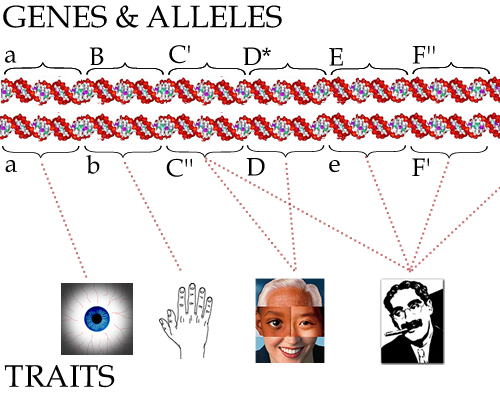 GENES & ALLELES
a B C' D* E F"
a b C" D e F'
TRAITS